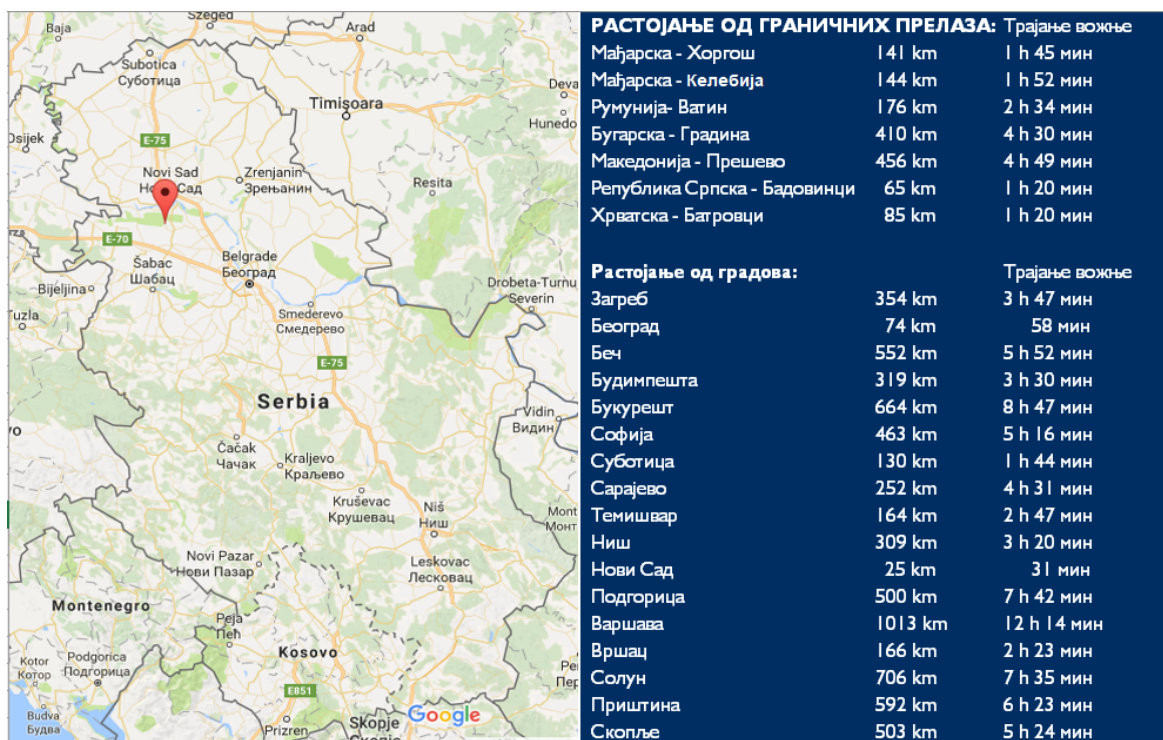 Baja
Szeged
Arad
Subotica
Суботица
Deva
Timișoara
Hunedo
Osijek
E-75
Novi Sad
Нови Сад
Zrenjanin
Зрењанин
Resita
E-70
Šabac
Шабац
Belgrade
Београд
Bijeljina
Drobeta-Turnu
Severin
Tuzla
Smederevo
Смедерево
E-75
Serbia
Vidin
Видин
Čačak
Чачак
Kraljevo
Краљево
Kruševac
Крушевац
Niš
Ниш
Mont
Монт
Novi Pazar
Нови Пазар
Leskovac
Лесковац
Montenegro
Peja
Пећ
Kosovo
Kotor
Котор
Podgorica
Подгорица
E851
Budva
Будва
Prizren
Skopje
Скопје
Google
Per
Пер
РАСТОЈАЊЕ ОД ГРАНИЧНИХ ПРЕЛАЗА: Трајање вожње
Мађарска - Хоргош 141 km 1 h 45 мин
Мађарска - Келебија 144 km 1 h 52 мин
Румунија- Ватин 176 km 2 h 34 мин
Бугарска - Градина 410 km 4 h 30 мин
Македонија - Прешево 456 km 4 h 49 мин
Република Српска - Бадовинци 65 km 1 h 20 мин
Хрватска - Батровци 85 km 1 h 20 мин
Растојање од градова: Трајање вожње
Загреб 354 km 3 h 47 мин
Београд 74 km 58 мин
Беч 552 km 5 h 52 мин
Будимпешта 319 km 3 h 30 мин
Букурешт 664 km 8 h 47 мин
Софија 463 km 5 h 16 мин
Суботица 130 km 1 h 44 мин
Сарајево 252 km 4 h 31 мин
Темишвар 164 km 2 h 47 мин
Ниш 309 km 3 h 20 мин
Нови Сад 25 km 31 мин
Подгорица 500 km 7 h 42 мин
Варшава 1013 km 12 h 14 мин
Вршац 166 km 2 h 23 мин
Солун 706 km 7 h 35 мин
Приштина 592 km 6 h 23 мин
Скопље 503 km 5 h 24 мин